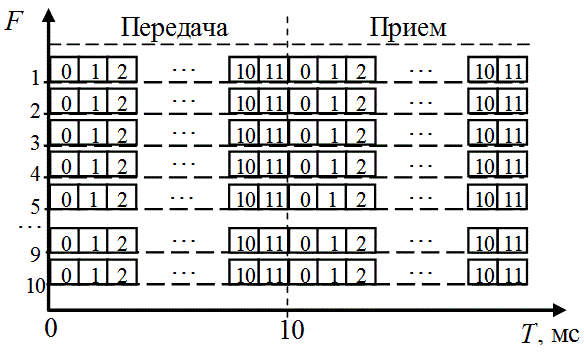 F Передача Прием
1 0 1 2 ... 10 11 0 1 2 ... 10 11
2 0 1 2 ... 10 11 0 1 2 ... 10 11
3 0 1 2 ... 10 11 0 1 2 ... 10 11
4 0 1 2 ... 10 11 0 1 2 ... 10 11
5 0 1 2 ... 10 11 0 1 2 ... 10 11
...
9 0 1 2 ... 10 11 0 1 2 ... 10 11
10 0 1 2 ... 10 11 0 1 2 ... 10 11
0 10 T, мс